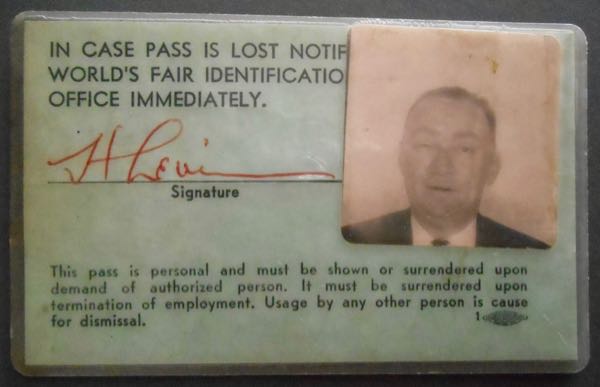 IN CASE PASS IS LOST NOTIF
WORLD'S FAIR IDENTIFICATIO
OFFICE IMMEDIATELY.
Signature
This pass is personal and must be shown or surrendered upon
demand of authorized person. It must be surrendered upon
termination of employment. Usage by any other person is cause
for dismissal.